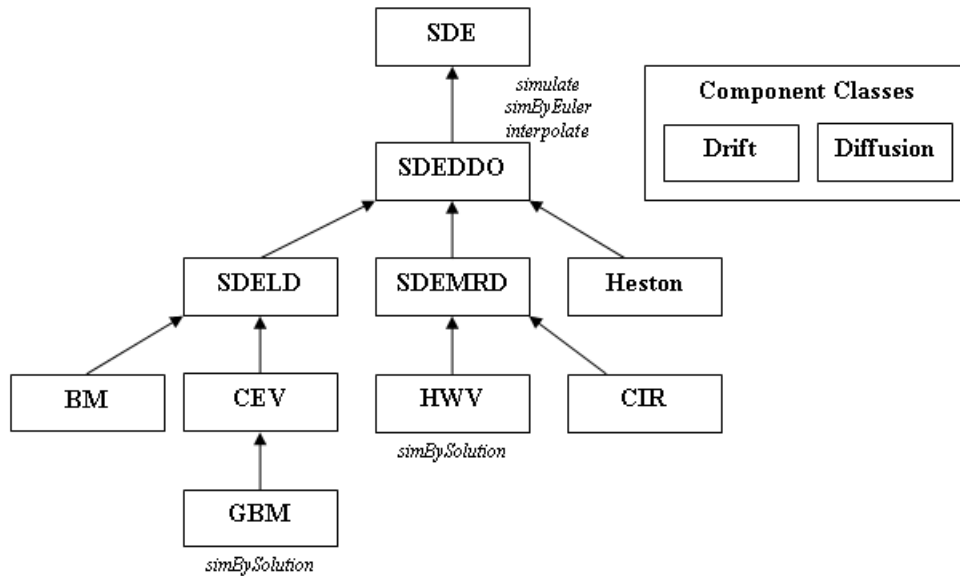 SDE
simulate
simByEuler
interpolate
Component Classes
Drift Diffusion
SDEDDO
SDELD SDEMRD Heston
BM CEV HWV CIR
simBySolution
GBM
simBySolution